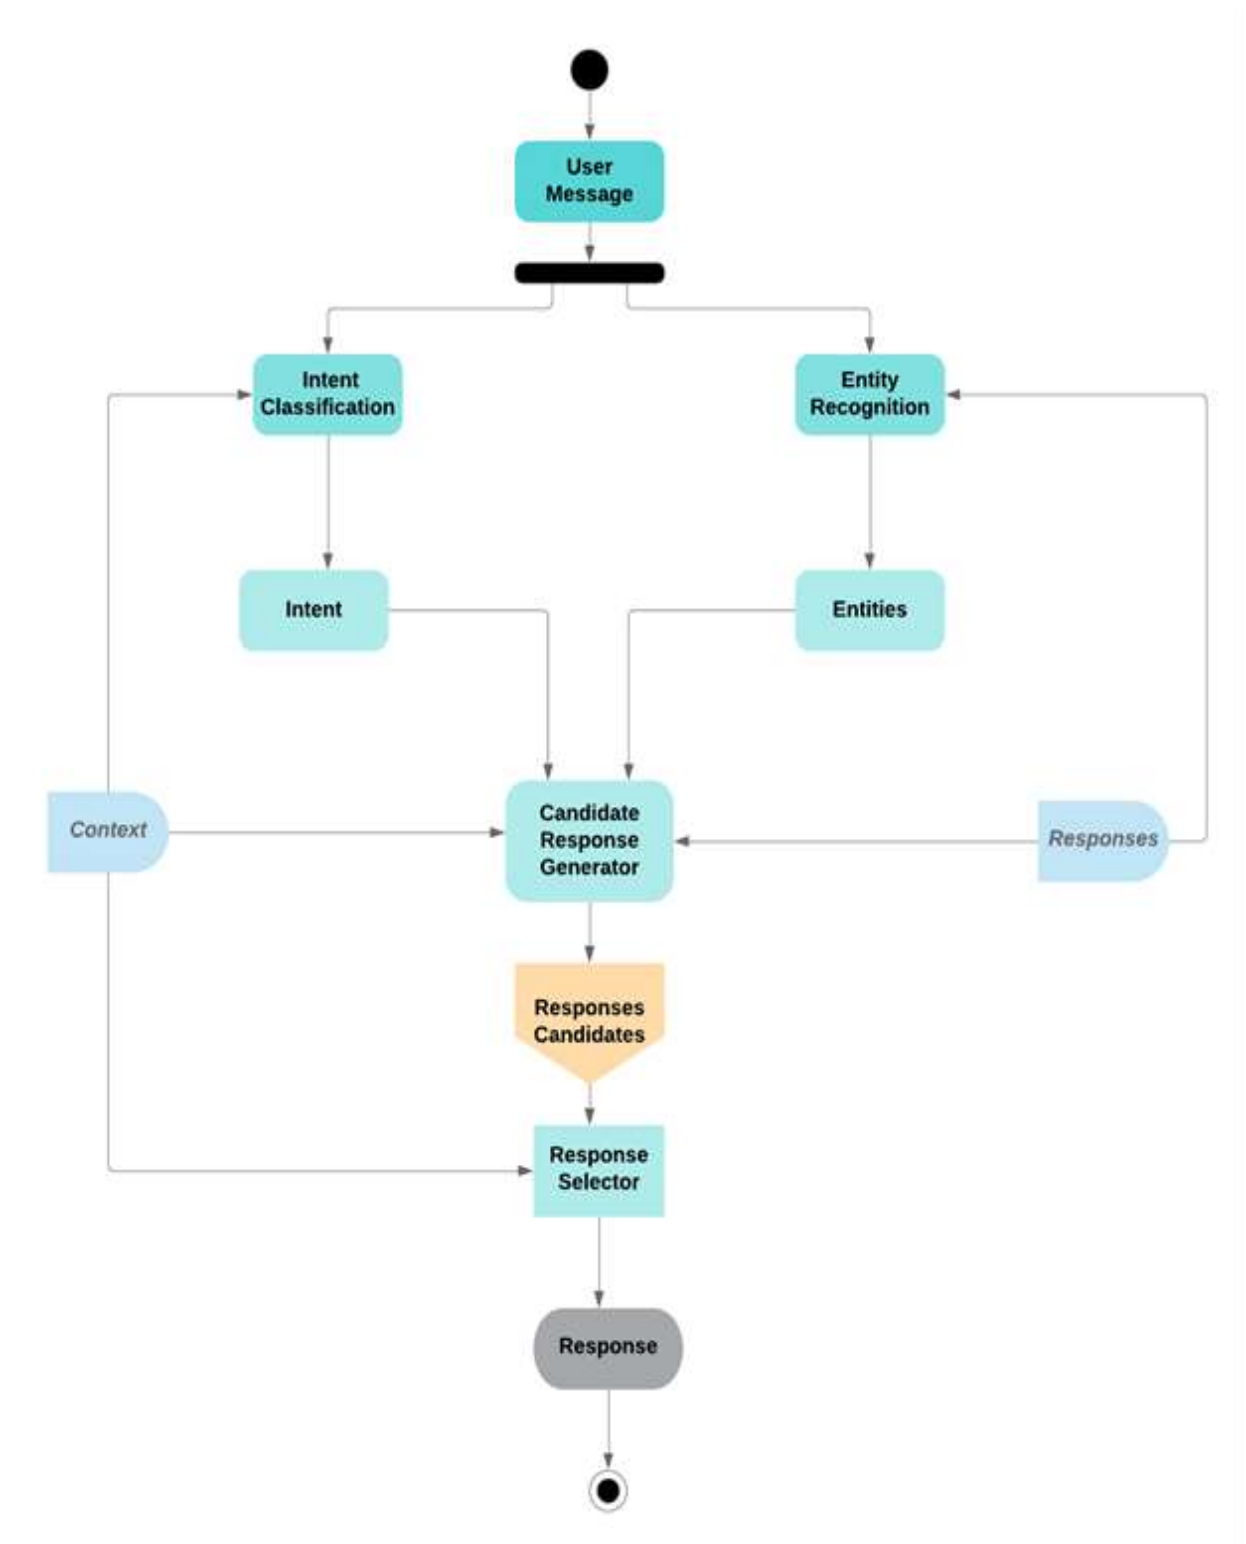 User
Message
Intent
Classification
Entity
Recognition
Intent
Entities
Context
Candidate
Response
Generator
Responses
Responses
Candidates
Response
Selector
Response